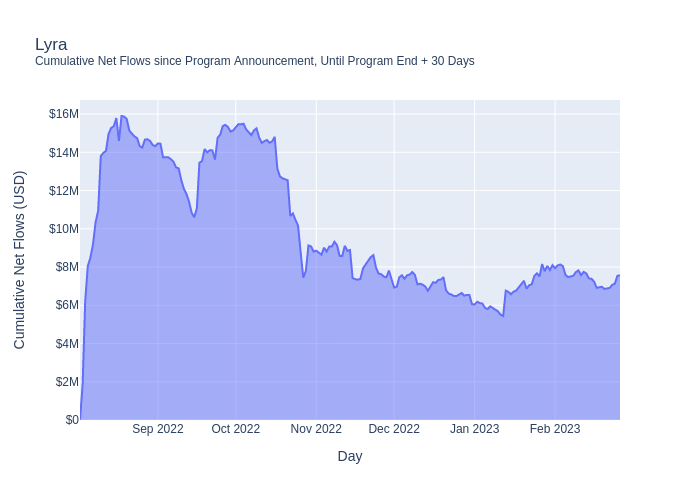 Lyra
Cumulative Net Flows since Program Announcement, Until Program End + 30 Days
Cumulative Net Flows (USD)
$16M
$14M
$12M
$10M
$8M
$6M
$4M
$2M
$0
Sep 2022
Oct 2022
Nov 2022
Dec 2022
Jan 2023
Feb 2023
Day